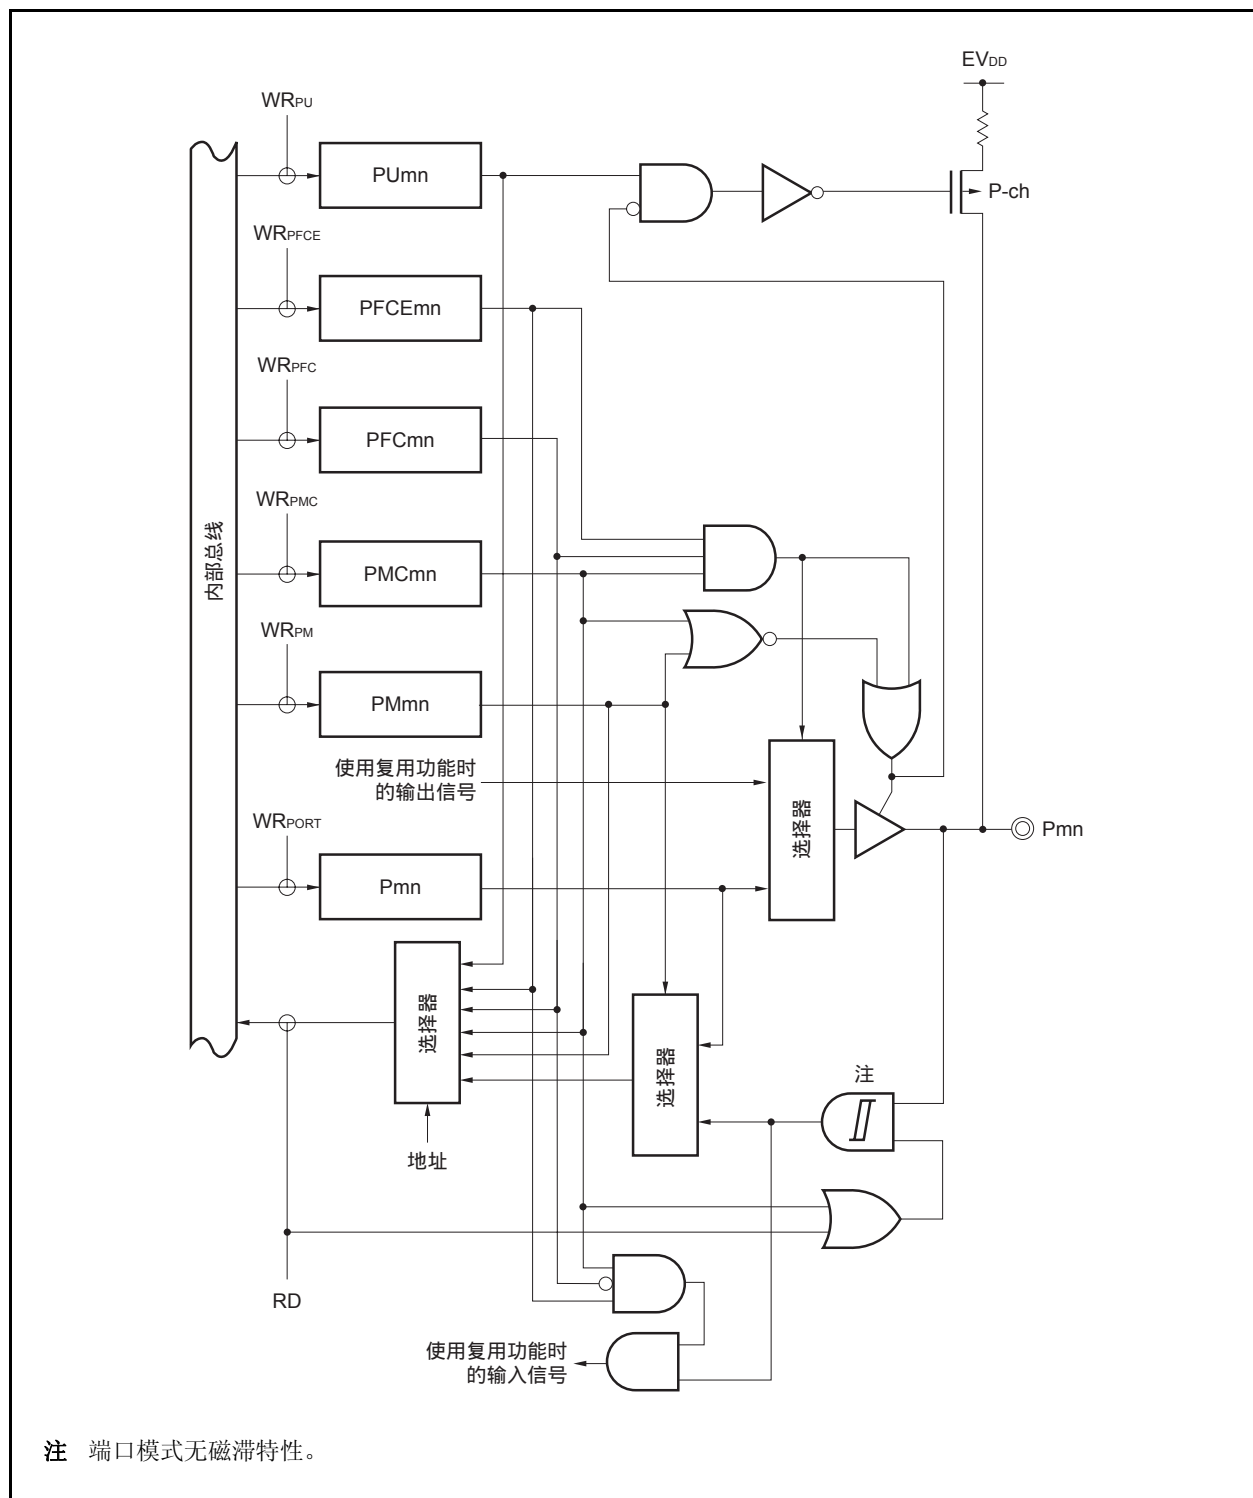 EVDD
WRPU
PUmn
P-ch
WRPFCE
PFCEmn
WRPFC
PFCmn
WRPMC
内部总线
PMCmn
WRPM
PMmn
使用复用功能时
的输出信号
选择器
Pmn
WRPORT
Pmn
选择器
选择器
注
地址
RD
使用复用功能时
的输入信号
注 端口模式无磁滞特性。